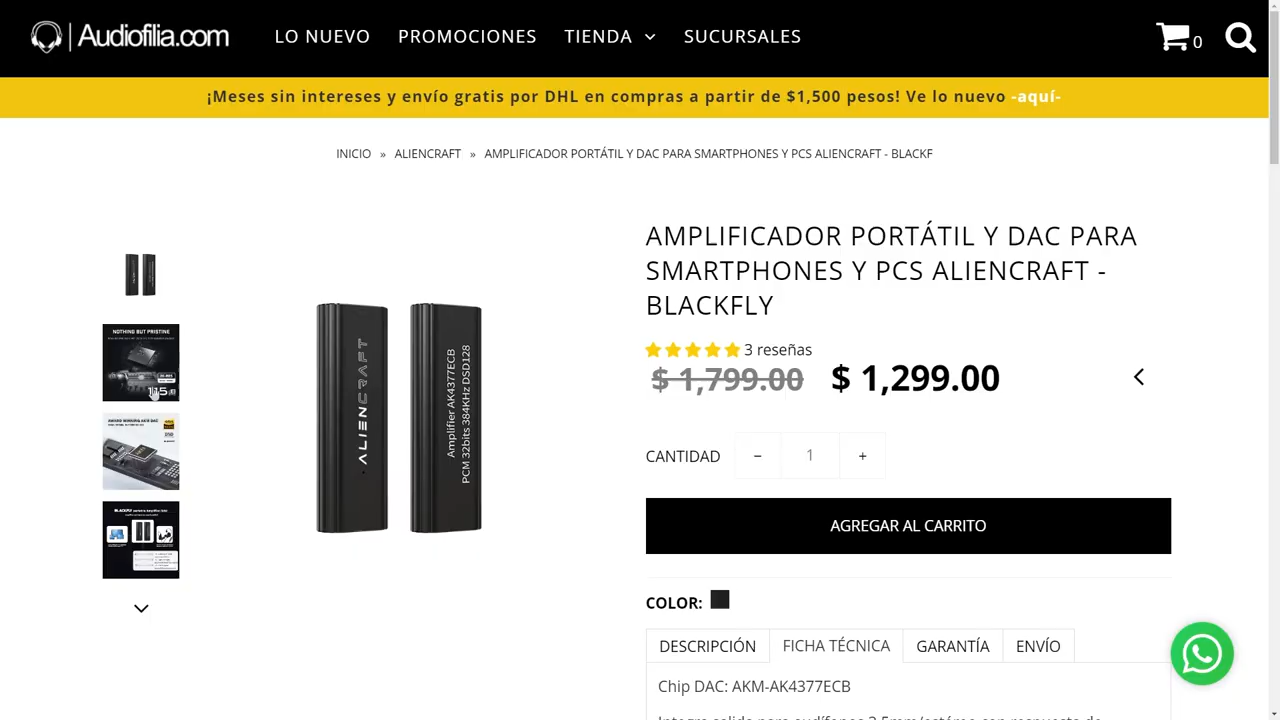 Audiofilia.com
LO NUEVO PROMOCIONES TIENDA SUCURSALES
0
¡Meses sin intereses y envío gratis por DHL en compras a partir de $1,500 pesos! Ve lo nuevo -aquí-
INICIO » ALIENCRAFT » AMPLIFICADOR PORTÁTIL Y DAC PARA SMARTPHONES Y PCS ALIENCRAFT - BLACKF
AMPLIFICADOR PORTÁTIL Y DAC PARA
SMARTPHONES Y PCS ALIENCRAFT -
BLACKFLY
3 reseñas
$ 1,799.00 $ 1,299.00
NOTHING BUT PRISTINE
ALIENCRAFT
Amplifier AK4377ECB
PCM 32bits 384KHz DSD128
CANTIDAD − 1 +
AGREGAR AL CARRITO
COLOR:
DESCRIPCIÓN FICHA TÉCNICA GARANTÍA ENVÍO
Chip DAC: AKM-AK4377ECB